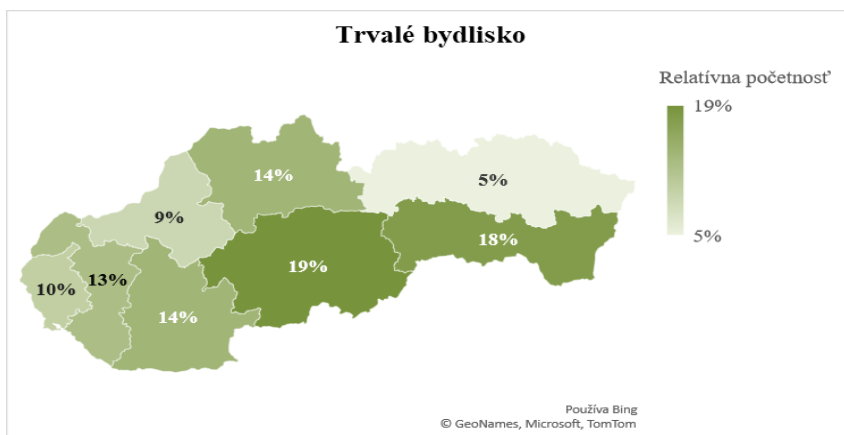 Trvalé bydlisko
Relatívna početnosť
19%
14%
5%
9%
18%
5%
19%
13%
10%
14%
Používa Bing
© GeoNames, Microsoft, TomTom